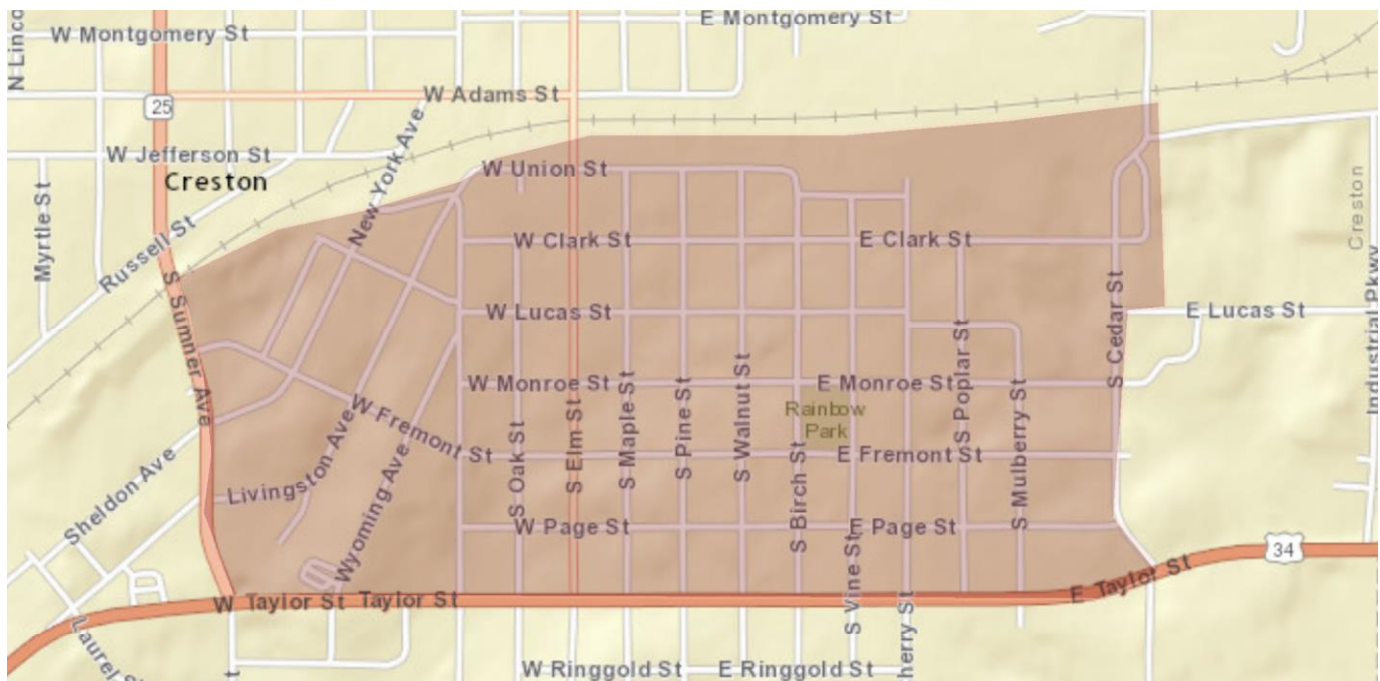 E Montgomery St
W Montgomery St
N Linco
25
W Adams St
W Jefferson St
Creston
New York Ave
W Union St
Myrtle St
Russell St
W Clark St
E Clark St
Creston
S Sumner Ave
W Lucas St
E Lucas St
S Cedar St
Industrial Pkwy
W Monroe St
E Monroe St
S Poplar St
Rainbow
Park
W Fremont St
E Fremont St
S Oak St
S Elm St
S Maple St
S Pine St
S Walnut St
S Birch St
S Mulberry St
Livingston Ave
Wyoming Ave
Sheldon Ave
W Page St
E Page St
S Vine St
34
W Taylor St
Taylor St
E Taylor St
herry St
Laurel S
W Ringgold St
E Ringgold St